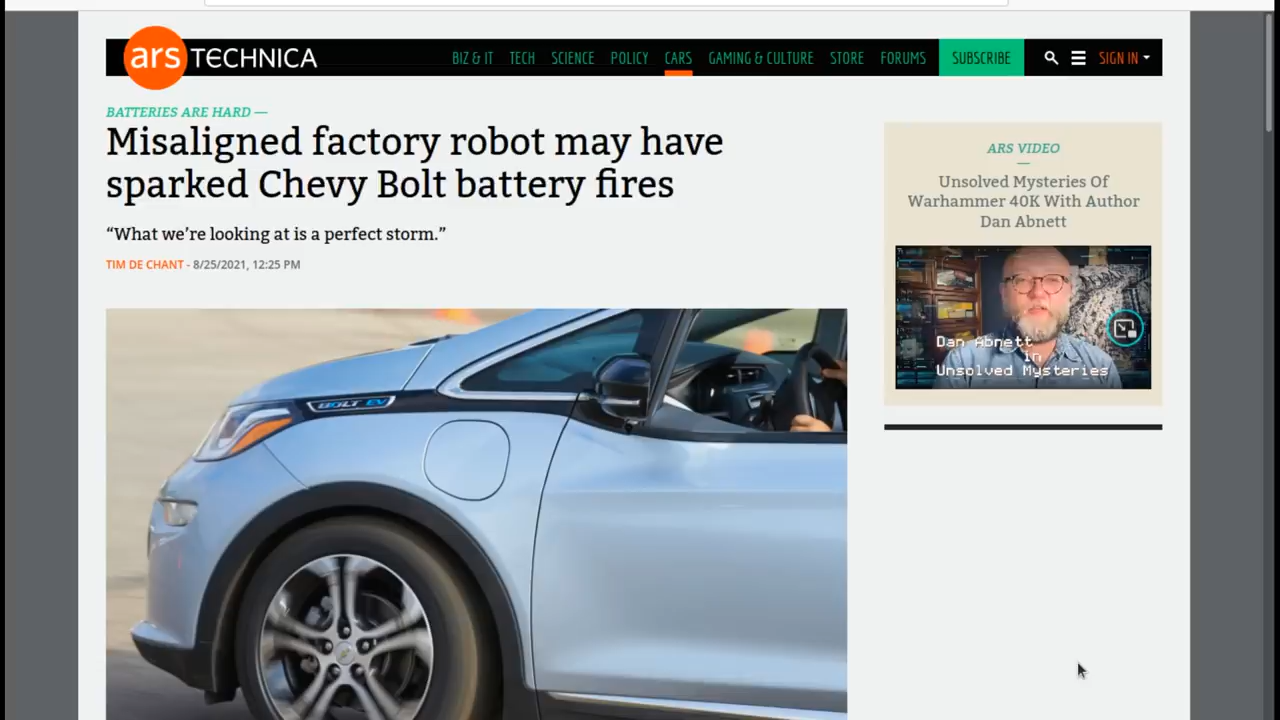 ars TECHNICA
BIZ & IT TECH SCIENCE POLICY CARS GAMING & CULTURE STORE FORUMS SUBSCRIBE SIGN IN
BATTERIES ARE HARD —
Misaligned factory robot may have
sparked Chevy Bolt battery fires
“What we’re looking at is a perfect storm.”
TIM DE CHANT - 8/25/2021, 12:25 PM
BOLT EV
ARS VIDEO
—
Unsolved Mysteries Of
Warhammer 40K With Author
Dan Abnett
Dan Abnett
in
Unsolved Mysteries